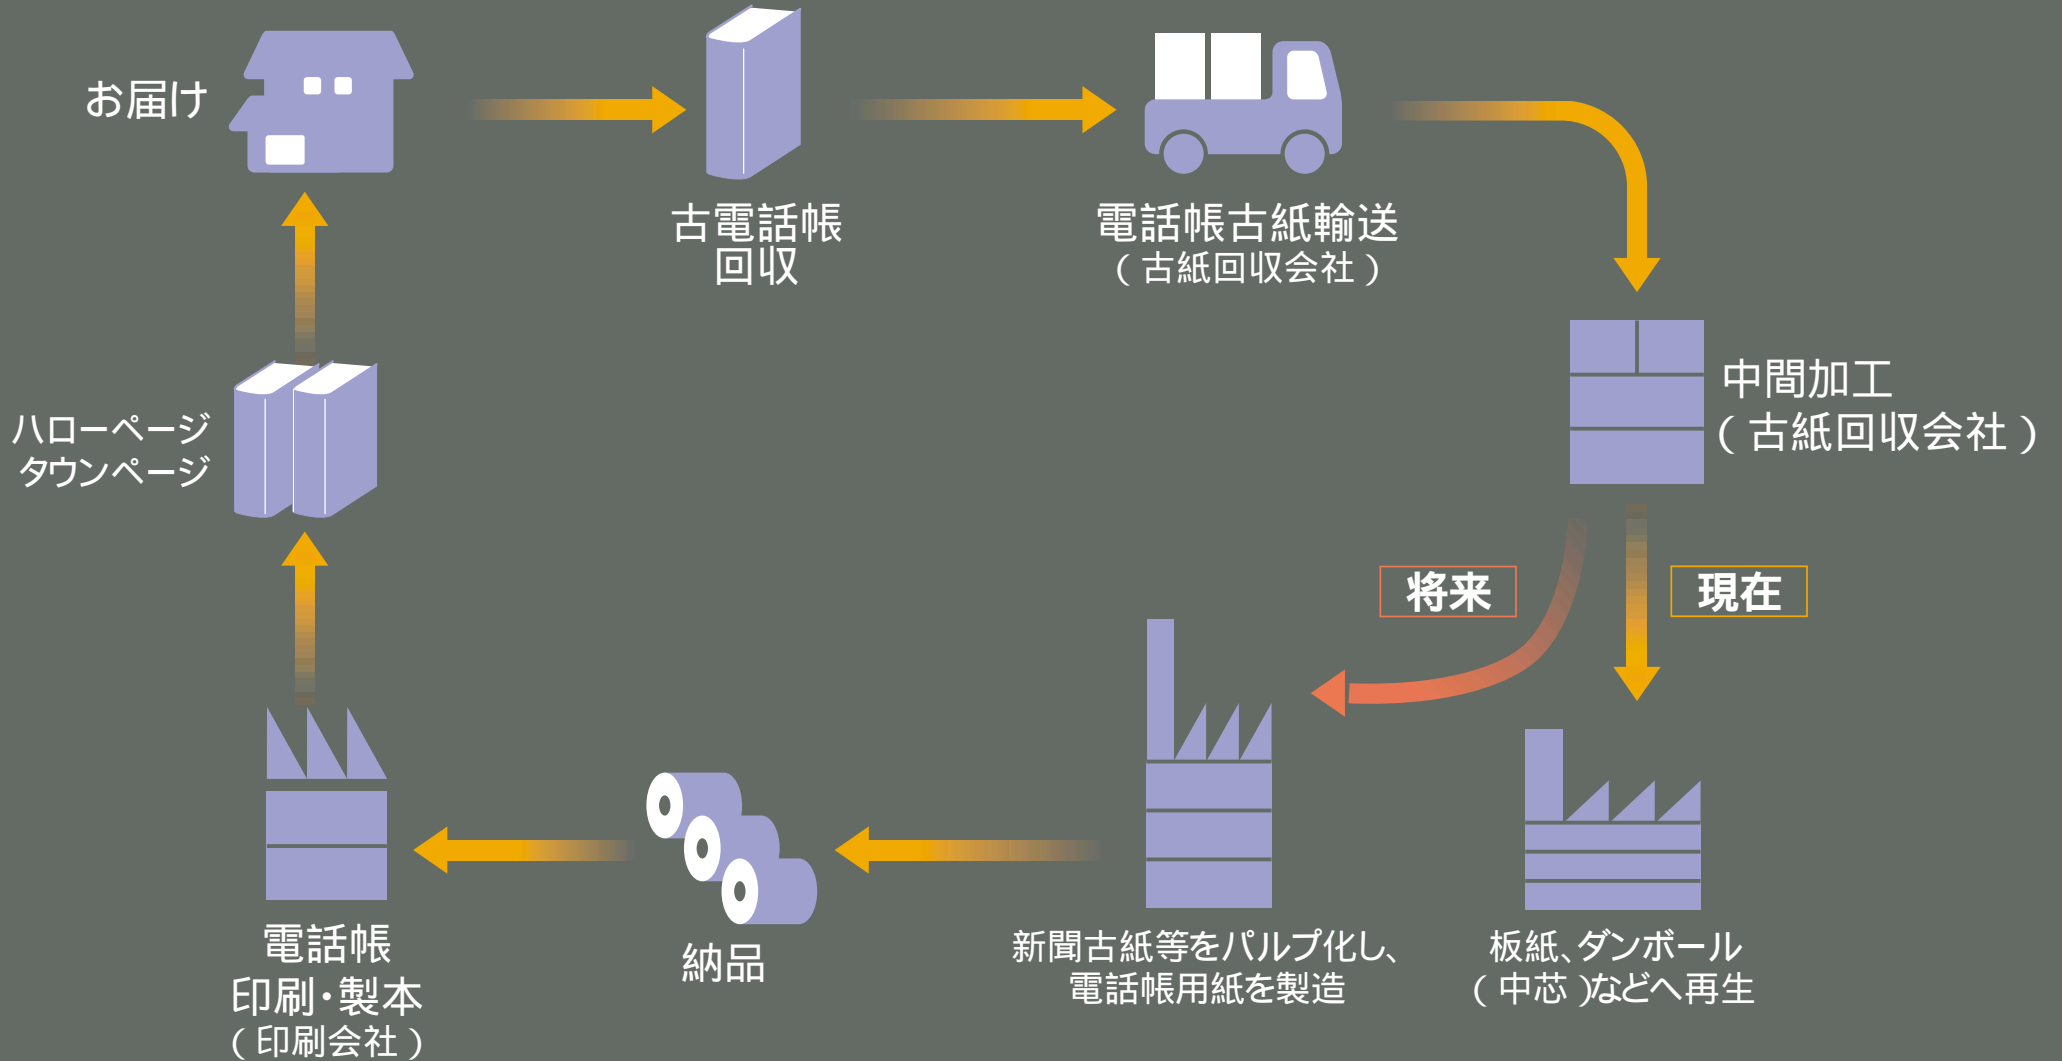 お届け
古電話帳
回収
電話帳古紙輸送
(古紙回収会社)
中間加工
(古紙回収会社)
ハローページ
タウンページ
将来
現在
電話帳
印刷・製本
(印刷会社)
納品
新聞古紙等をパルプ化し、
電話帳用紙を製造
板紙、ダンボール
(中芯)などへ再生